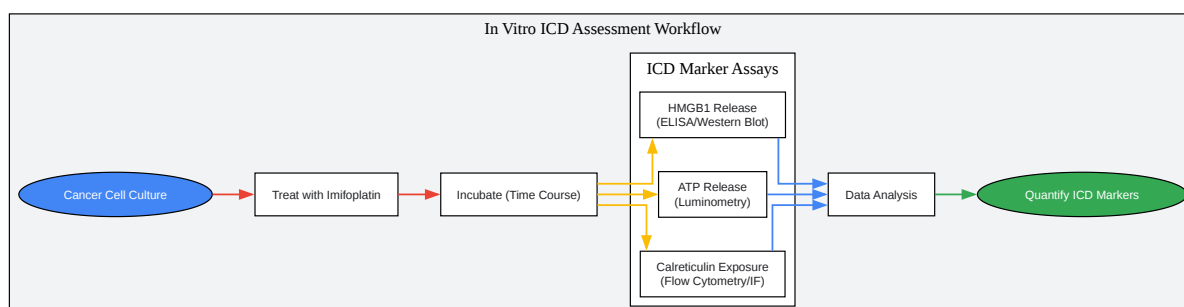 In Vitro ICD Assessment Workflow
ICD Marker Assays
HMGB1 Release
(ELISA/Western Blot)
Cancer Cell Culture
Treat with Imifoplatin
Incubate (Time Course)
ATP Release
(Luminometry)
Data Analysis
Quantify ICD Markers
Calreticulin Exposure
(Flow Cytometry/IF)